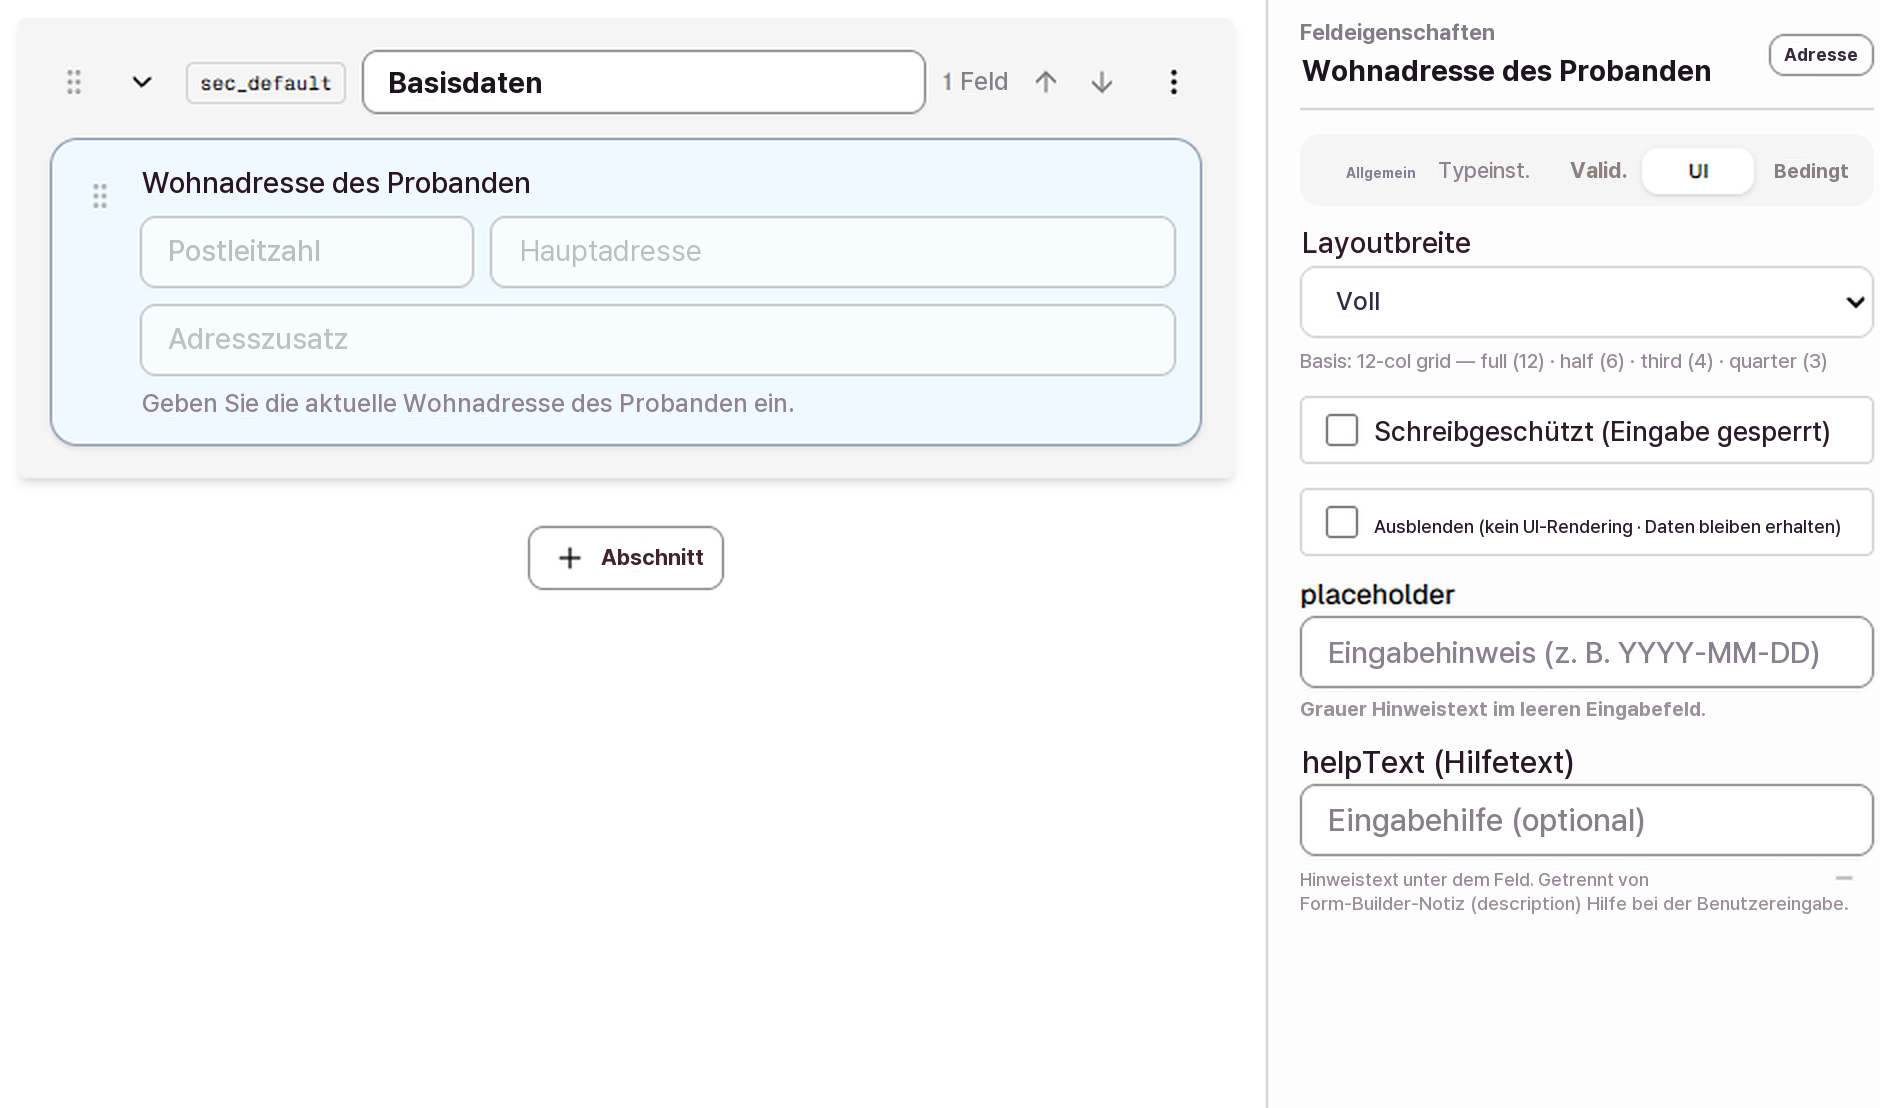 sec_default
Basisdaten
1 Feld
Wohnadresse des Probanden
Postleitzahl
Hauptadresse
Adresszusatz
Geben Sie die aktuelle Wohnadresse des Probanden ein.
Abschnitt
Feldeigenschaften
Wohnadresse des Probanden
Adresse
Allgemein
Typeinst.
Valid.
UI
Bedingt
Layoutbreite
Voll
Basis: 12-col grid — full (12) · half (6) · third (4) · quarter (3)
Schreibgeschützt (Eingabe gesperrt)
Ausblenden (kein UI-Rendering · Daten bleiben erhalten)
placeholder
Eingabehinweis (z. B. YYYY-MM-DD)
Grauer Hinweistext im leeren Eingabefeld.
helpText (Hilfetext)
Eingabehilfe (optional)
Hinweistext unter dem Feld. Getrennt von
Form-Builder-Notiz (description) Hilfe bei der Benutzereingabe.